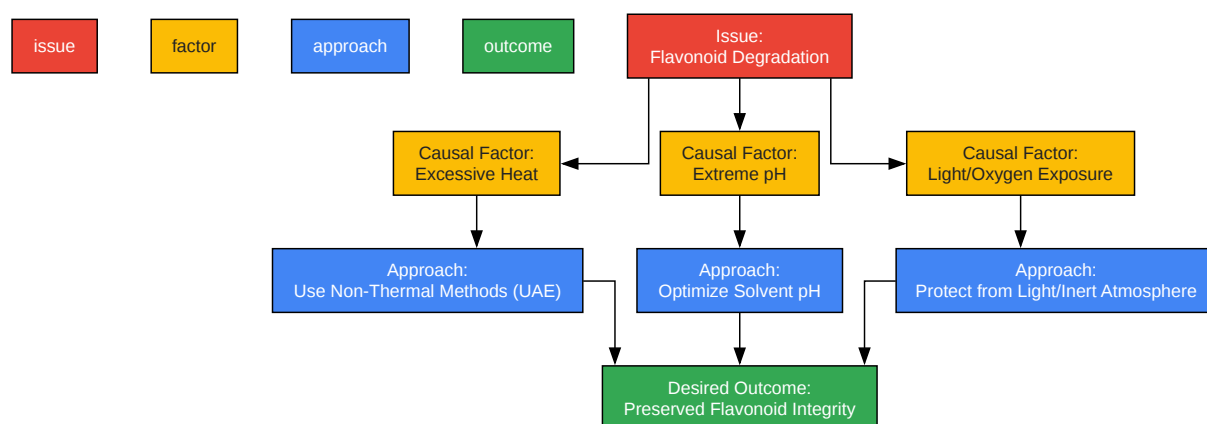 issue
factor
approach
outcome
Issue:
Flavonoid Degradation
Causal Factor:
Excessive Heat
Causal Factor:
Extreme pH
Causal Factor:
Light/Oxygen Exposure
Approach:
Use Non-Thermal Methods (UAE)
Approach:
Optimize Solvent pH
Approach:
Protect from Light/Inert Atmosphere
Desired Outcome:
Preserved Flavonoid Integrity